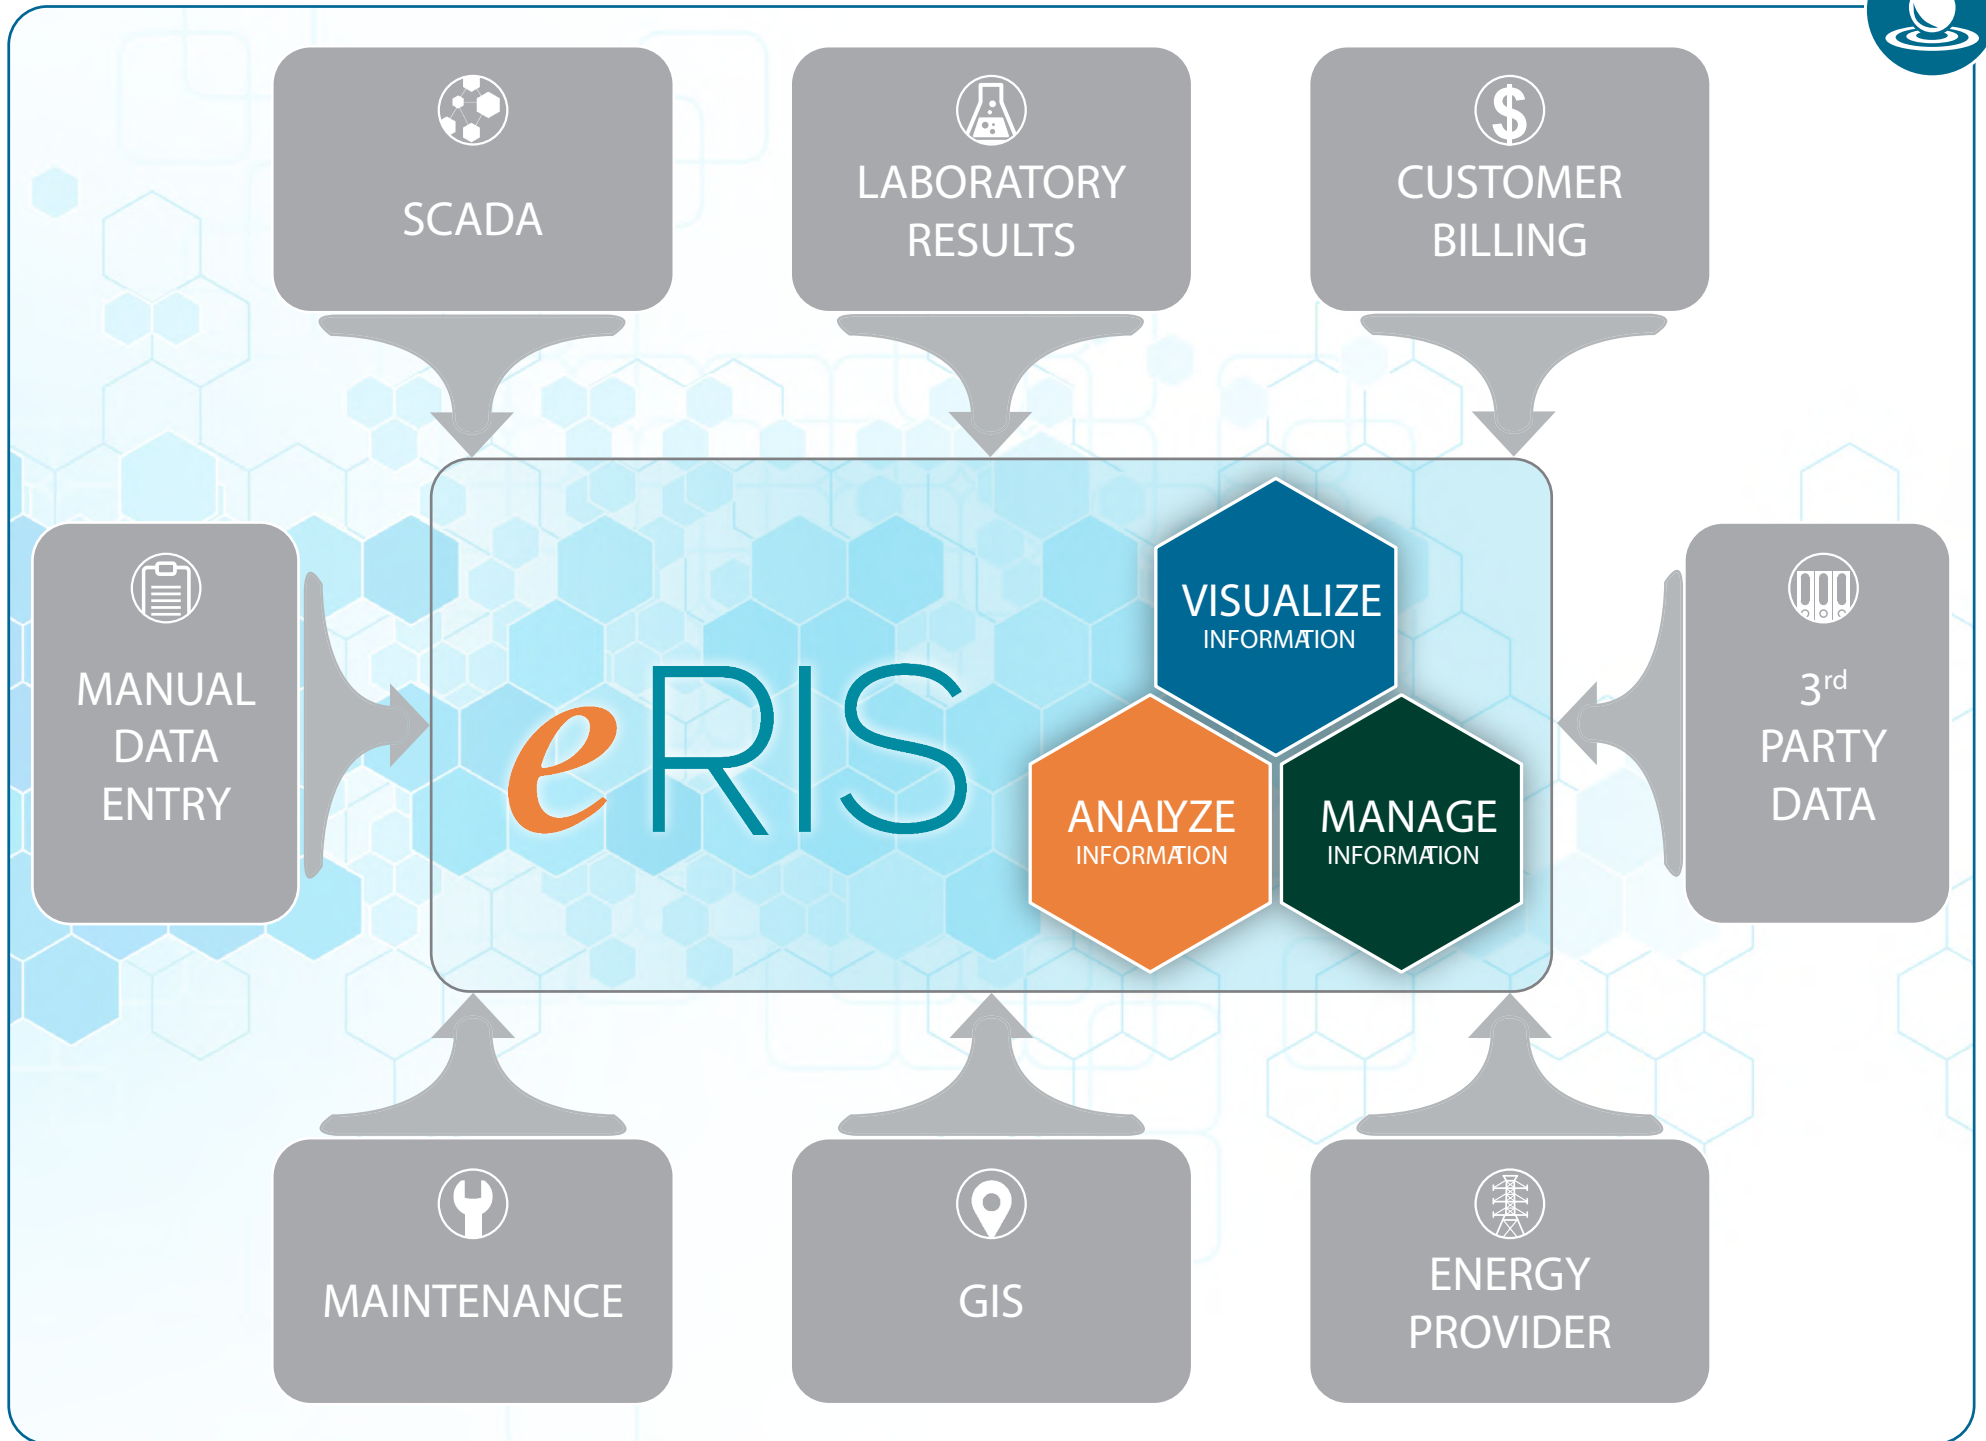 SCADA
LABORATORY
RESULTS
CUSTOMER
BILLING
MANUAL
DATA
ENTRY
eRIS
VISUALIZE
INFORMATION
ANALYZE
INFORMATION
MANAGE
INFORMATION
3rd
PARTY
DATA
MAINTENANCE
GIS
ENERGY
PROVIDER